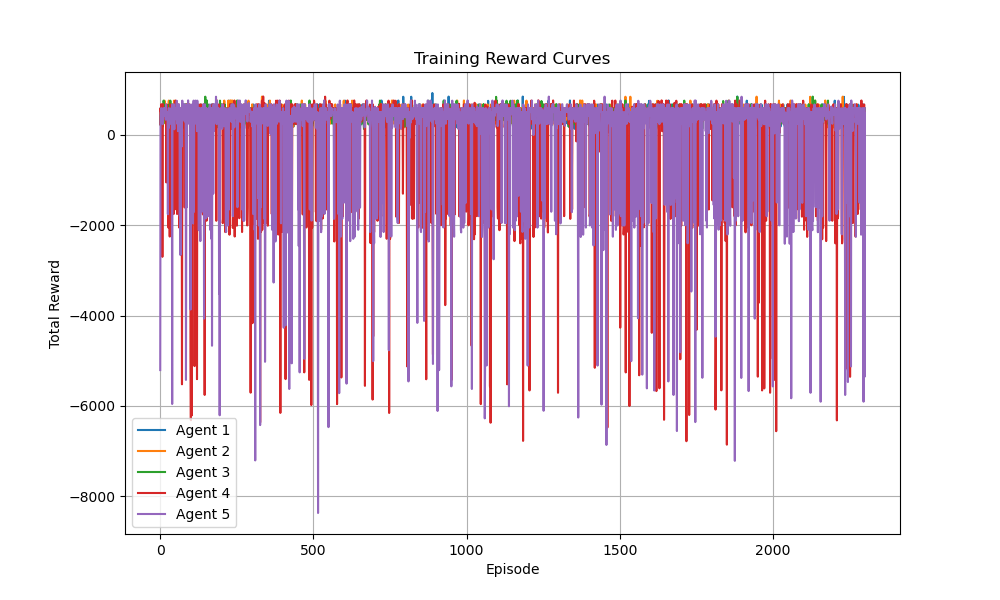 Training Reward Curves
Total Reward
0
−2000
−4000
−6000
−8000
Agent 1
Agent 2
Agent 3
Agent 4
Agent 5
0 500 1000 1500 2000
Episode